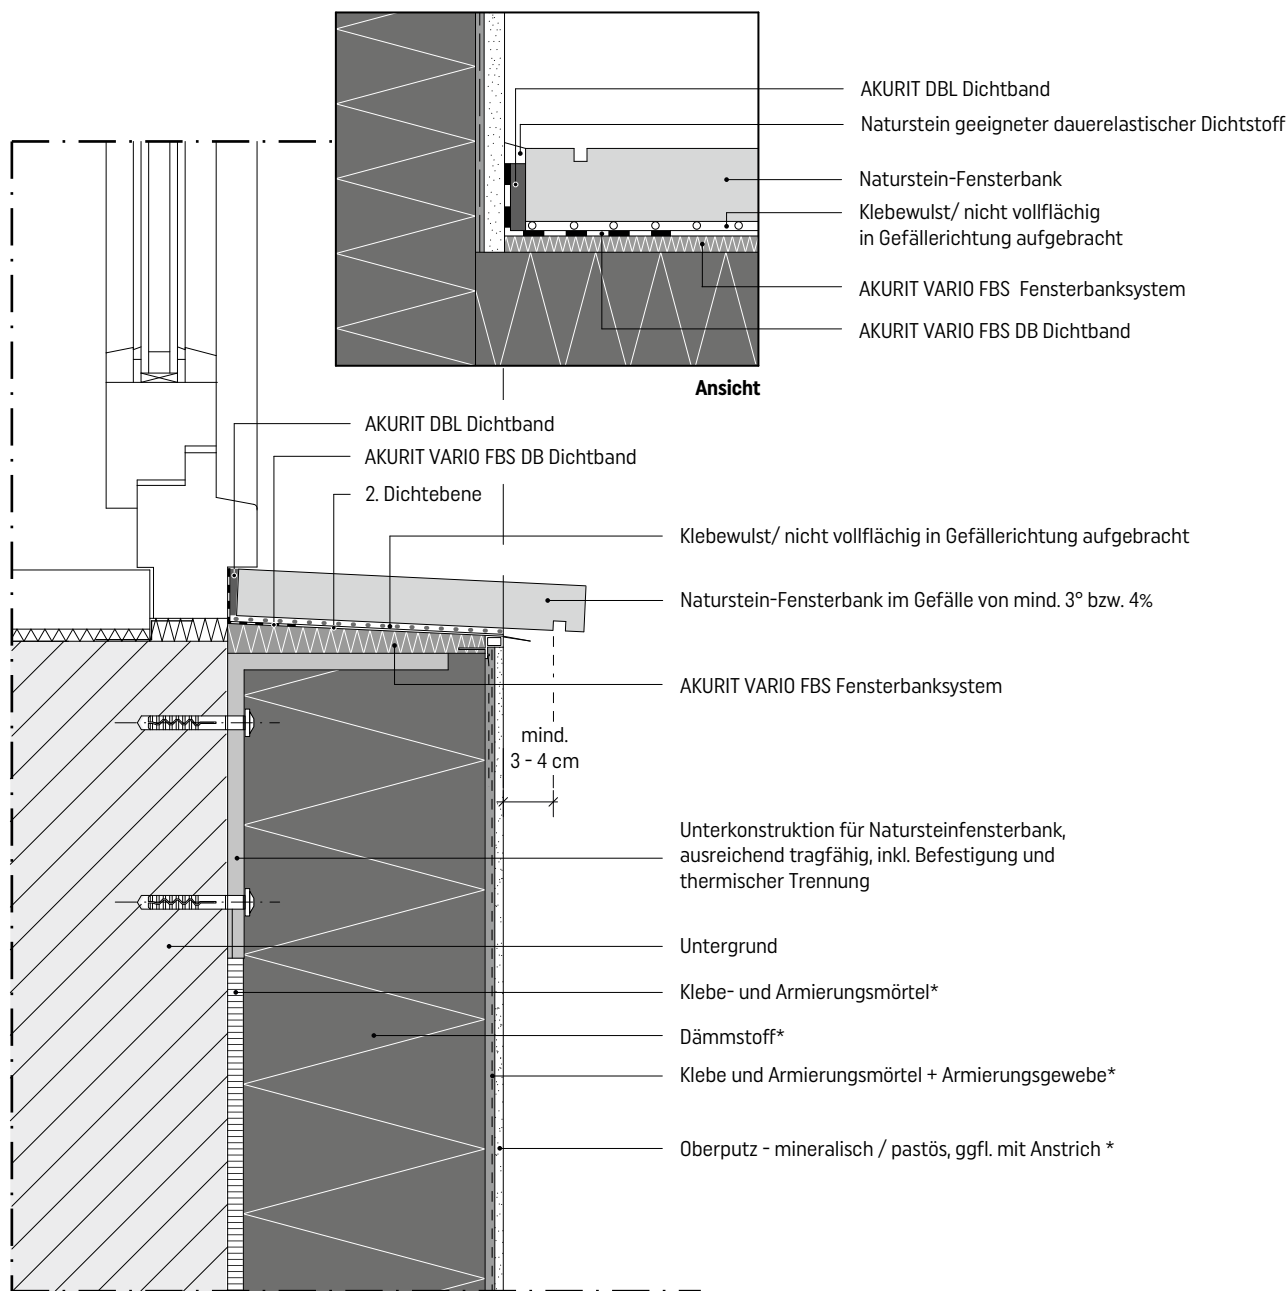 AKURIT DBL Dichtband
Naturstein geeigneter dauerelastischer Dichtstoff
Naturstein-Fensterbank
Klebewulst/ nicht vollflächig
in Gefällerichtung aufgebracht
AKURIT VARIO FBS Fensterbanksystem
AKURIT VARIO FBS DB Dichtband
Ansicht
AKURIT DBL Dichtband
AKURIT VARIO FBS DB Dichtband
2. Dichtebene
Klebewulst/ nicht vollflächig in Gefällerichtung aufgebracht
Naturstein-Fensterbank im Gefälle von mind. 3° bzw. 4%
AKURIT VARIO FBS Fensterbanksystem
mind.
3 - 4 cm
Unterkonstruktion für Natursteinfensterbank,
ausreichend tragfähig, inkl. Befestigung und
thermischer Trennung
Untergrund
Klebe- und Armierungsmörtel*
Dämmstoff*
Klebe und Armierungsmörtel + Armierungsgewebe*
Oberputz - mineralisch / pastös, ggfl. mit Anstrich *